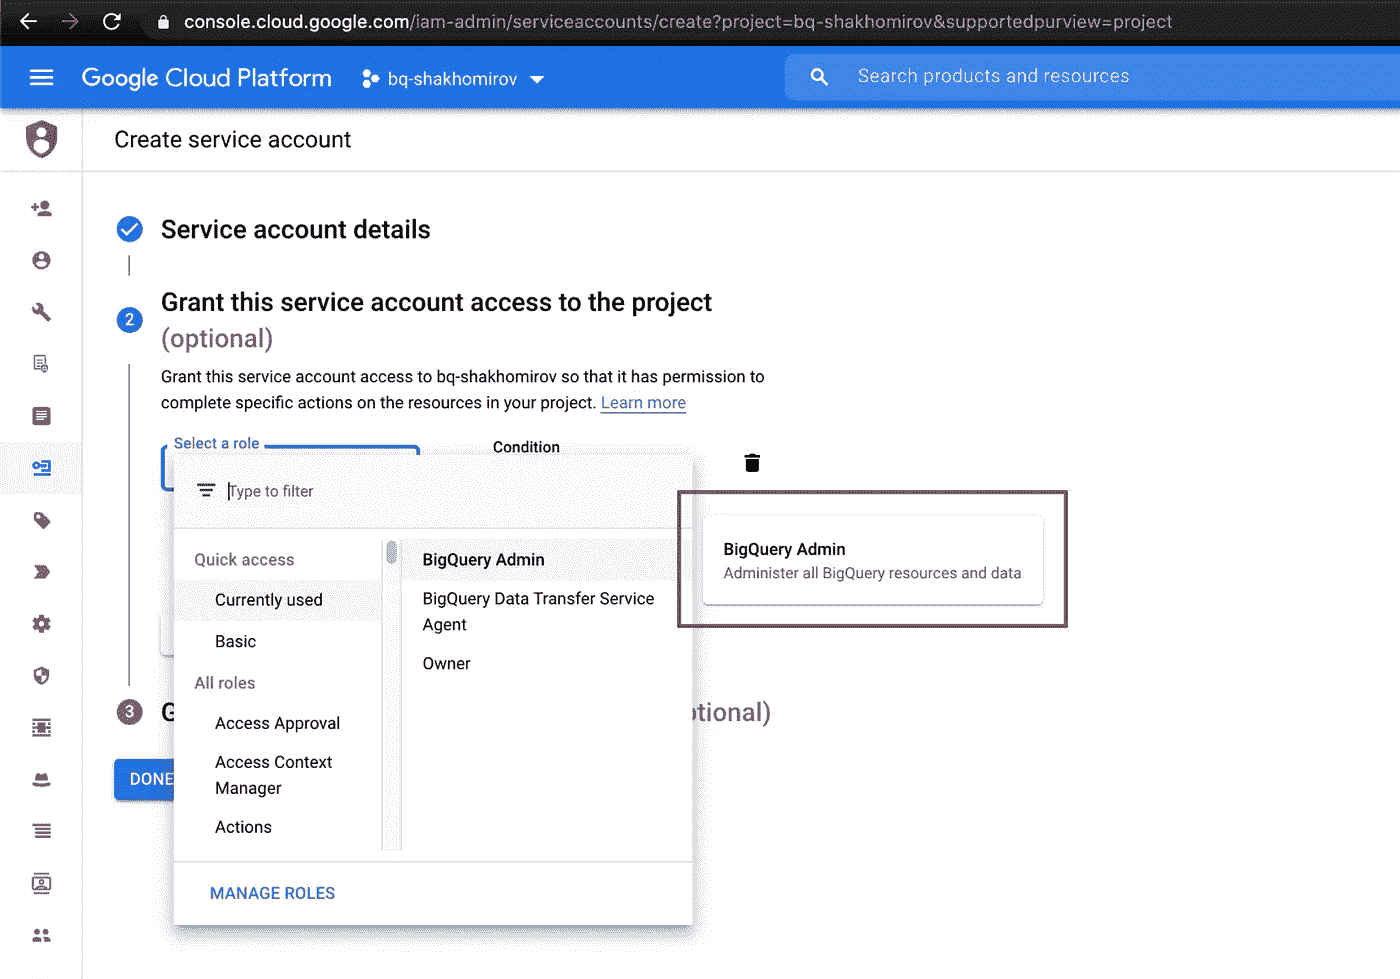 console.cloud.google.com/iam-admin/serviceaccounts/create?project=bq-shakhomirov&supportedpurview=project
Google Cloud Platform
bq-shakhomirov
Search products and resources
Create service account
Service account details
2
Grant this service account access to the project
(optional)
Grant this service account access to bq-shakhomirov so that it has permission to
complete specific actions on the resources in your project. Learn more
Select a role
Condition
Type to filter
Quick access
Currently used
Basic
All roles
Access Approval
Access Context
Manager
Actions
BigQuery Admin
BigQuery Data Transfer Service
Agent
Owner
BigQuery Admin
Administer all BigQuery resources and data
MANAGE ROLES
3
G
tional)
DONE